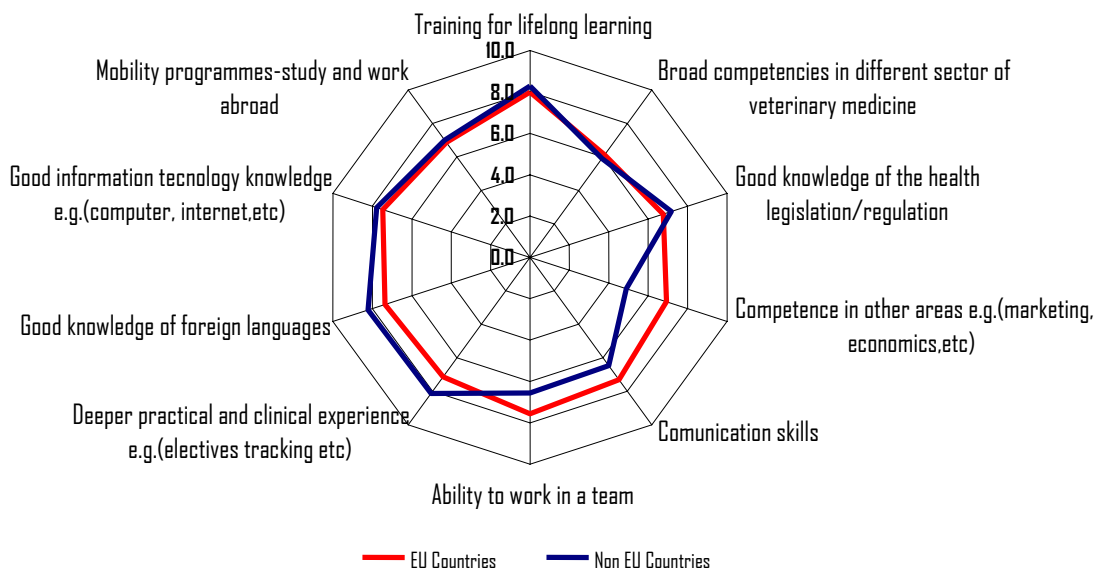 Training for lifelong learning
10.0
Mobility programmes-study and work
abroad
Broad competencies in different sector of
veterinary medicine
8.0
6.0
Good information tecnology knowledge
e.g.(computer, internet,etc)
Good knowledge of the health
legislation/regulation
4.0
2.0
0.0
Good knowledge of foreign languages
Competence in other areas e.g.(marketing,
economics,etc)
Deeper practical and clinical experience
e.g.(electives tracking etc)
Comunication skills
Ability to work in a team
EU Countries
Non EU Countries